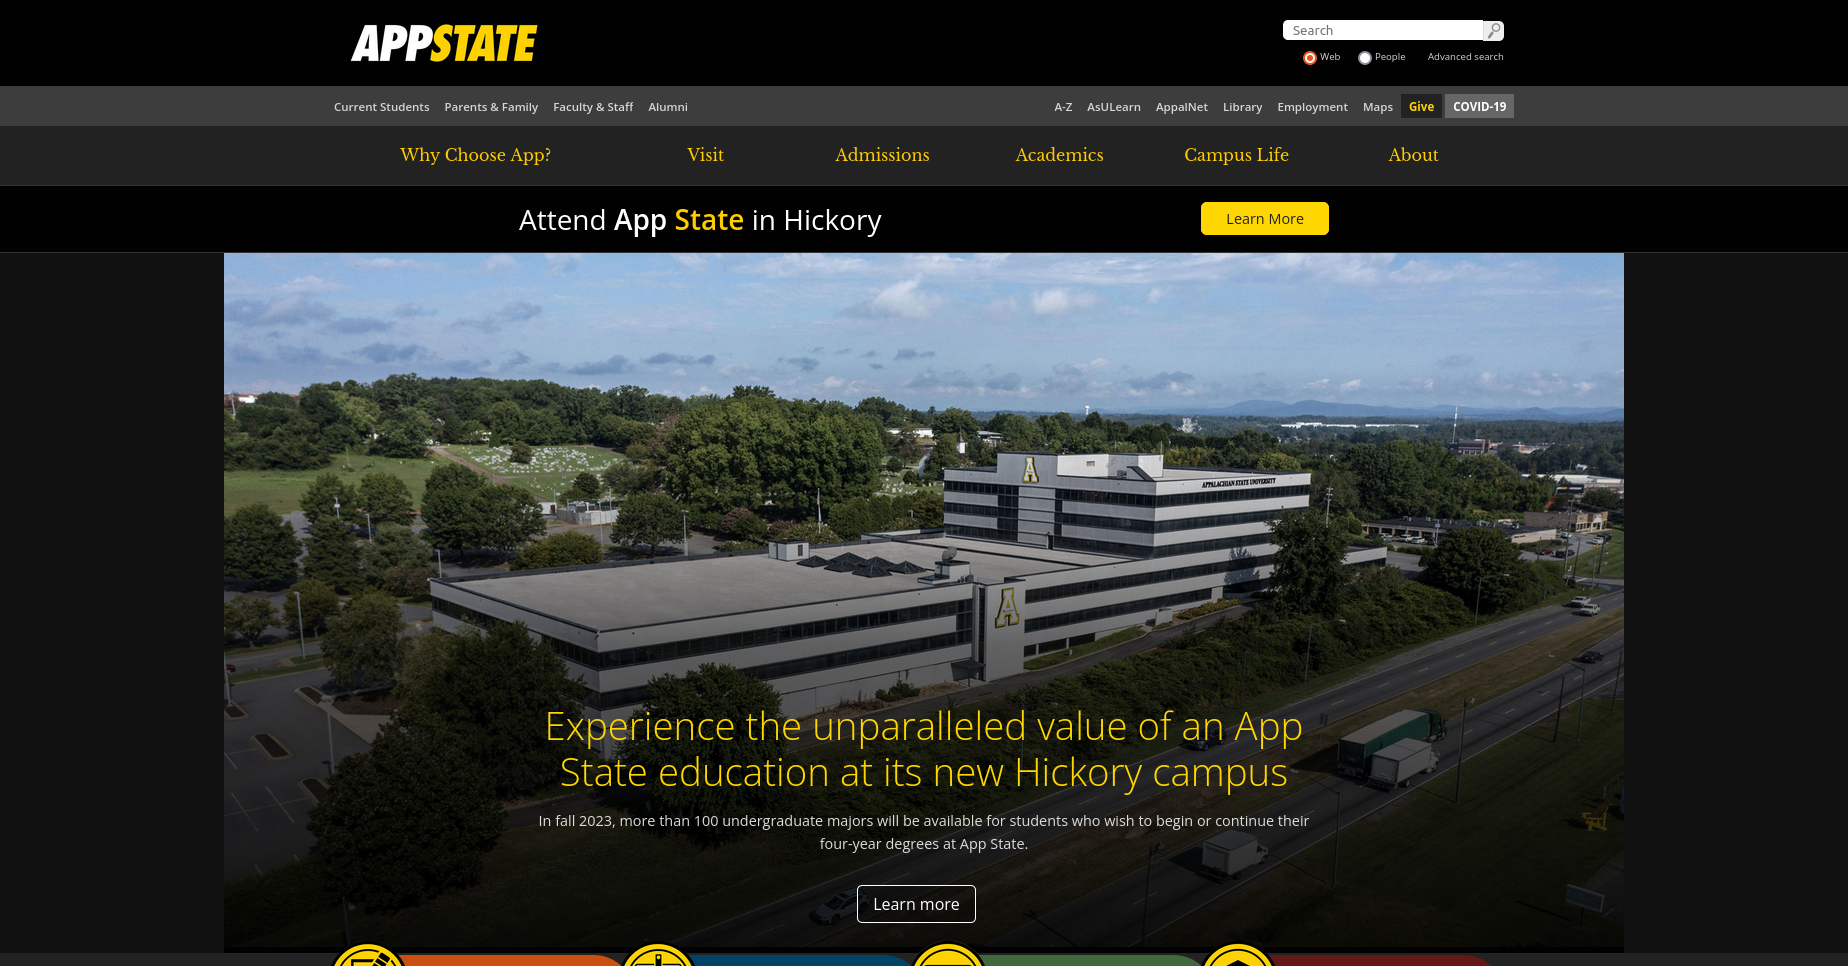 APPSTATE
Search
Web People Advanced search
Current Students Parents & Family Faculty & Staff Alumni A-Z AsULearn AppalNet Library Employment Maps Give COVID-19
Why Choose App? Visit Admissions Academics Campus Life About
Attend App State in Hickory Learn More
A
APPALACHIAN STATE UNIVERSITY
A
Experience the unparalleled value of an App
State education at its new Hickory campus
In fall 2023, more than 100 undergraduate majors will be available for students who wish to begin or continue their
four-year degrees at App State.
Learn more